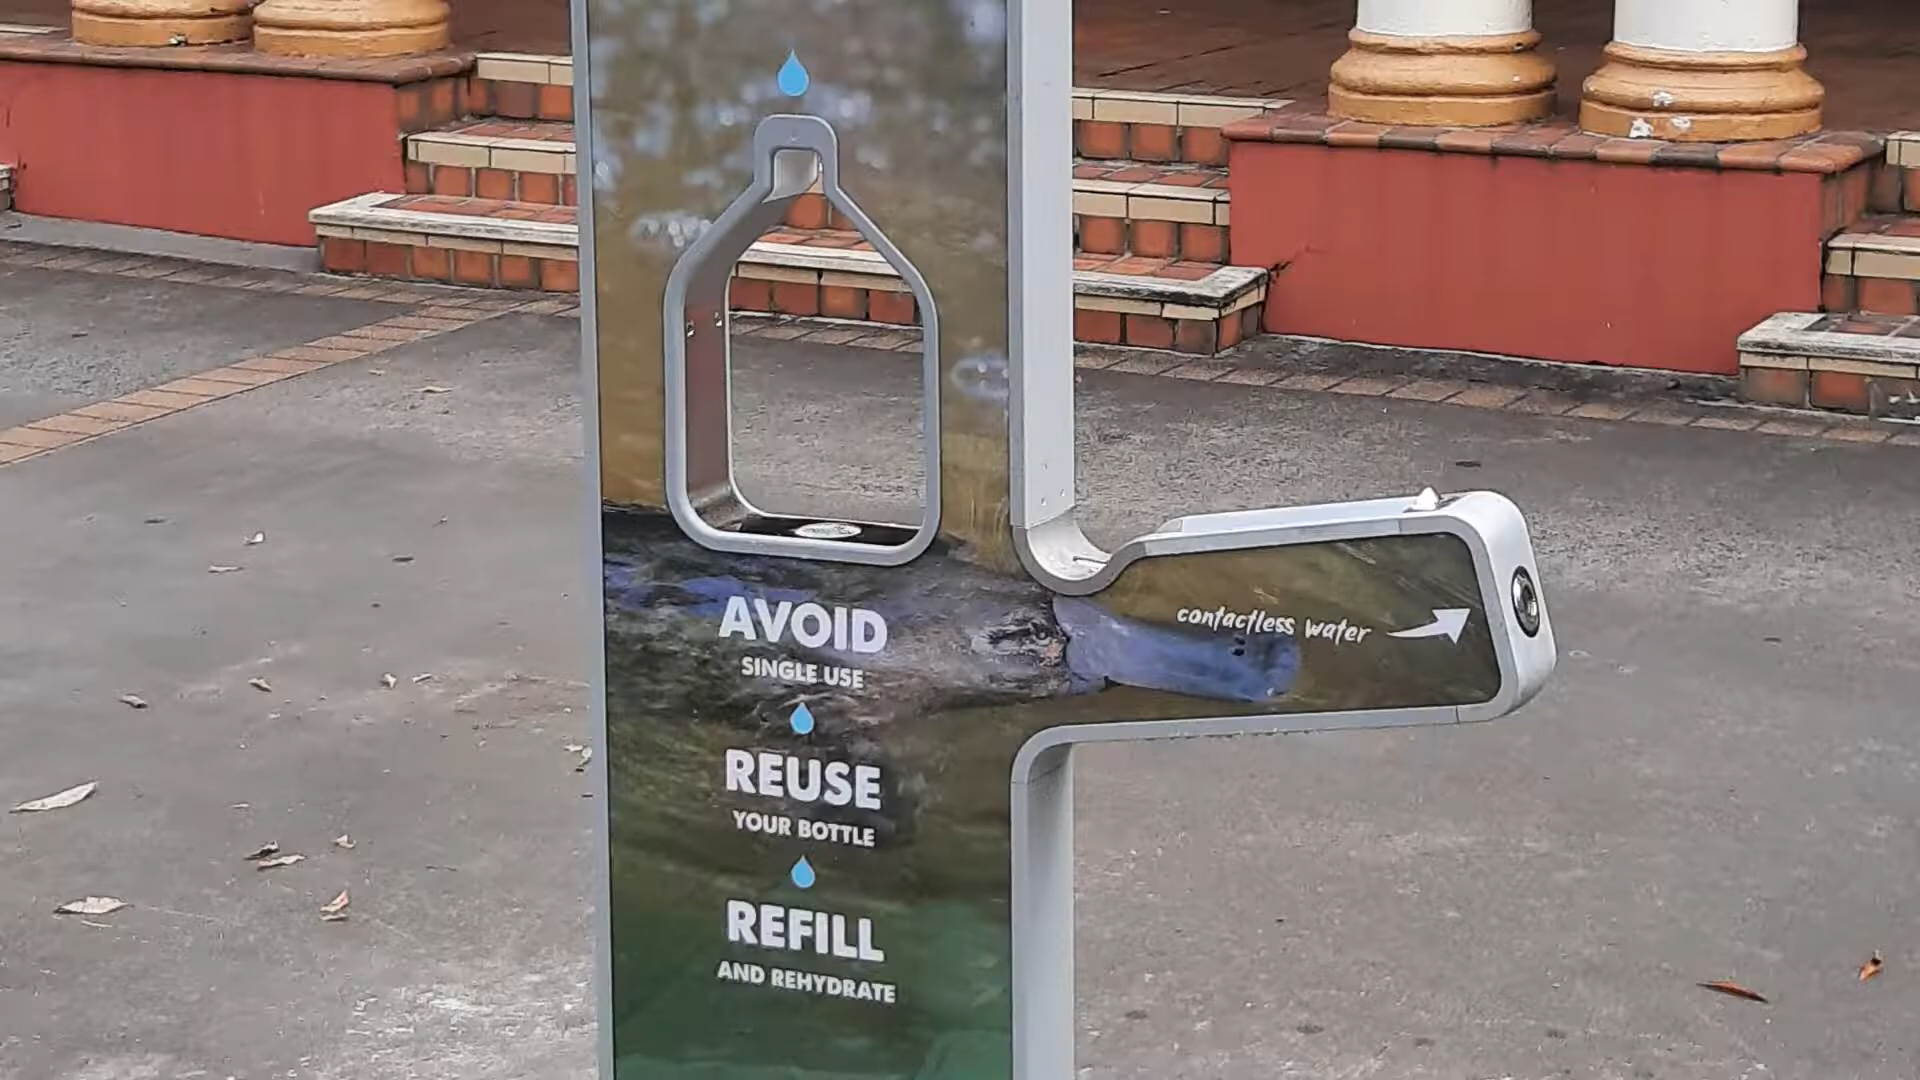 AVOID
SINGLE USE
REUSE
YOUR BOTTLE
REFILL
AND REHYDRATE
contactless water